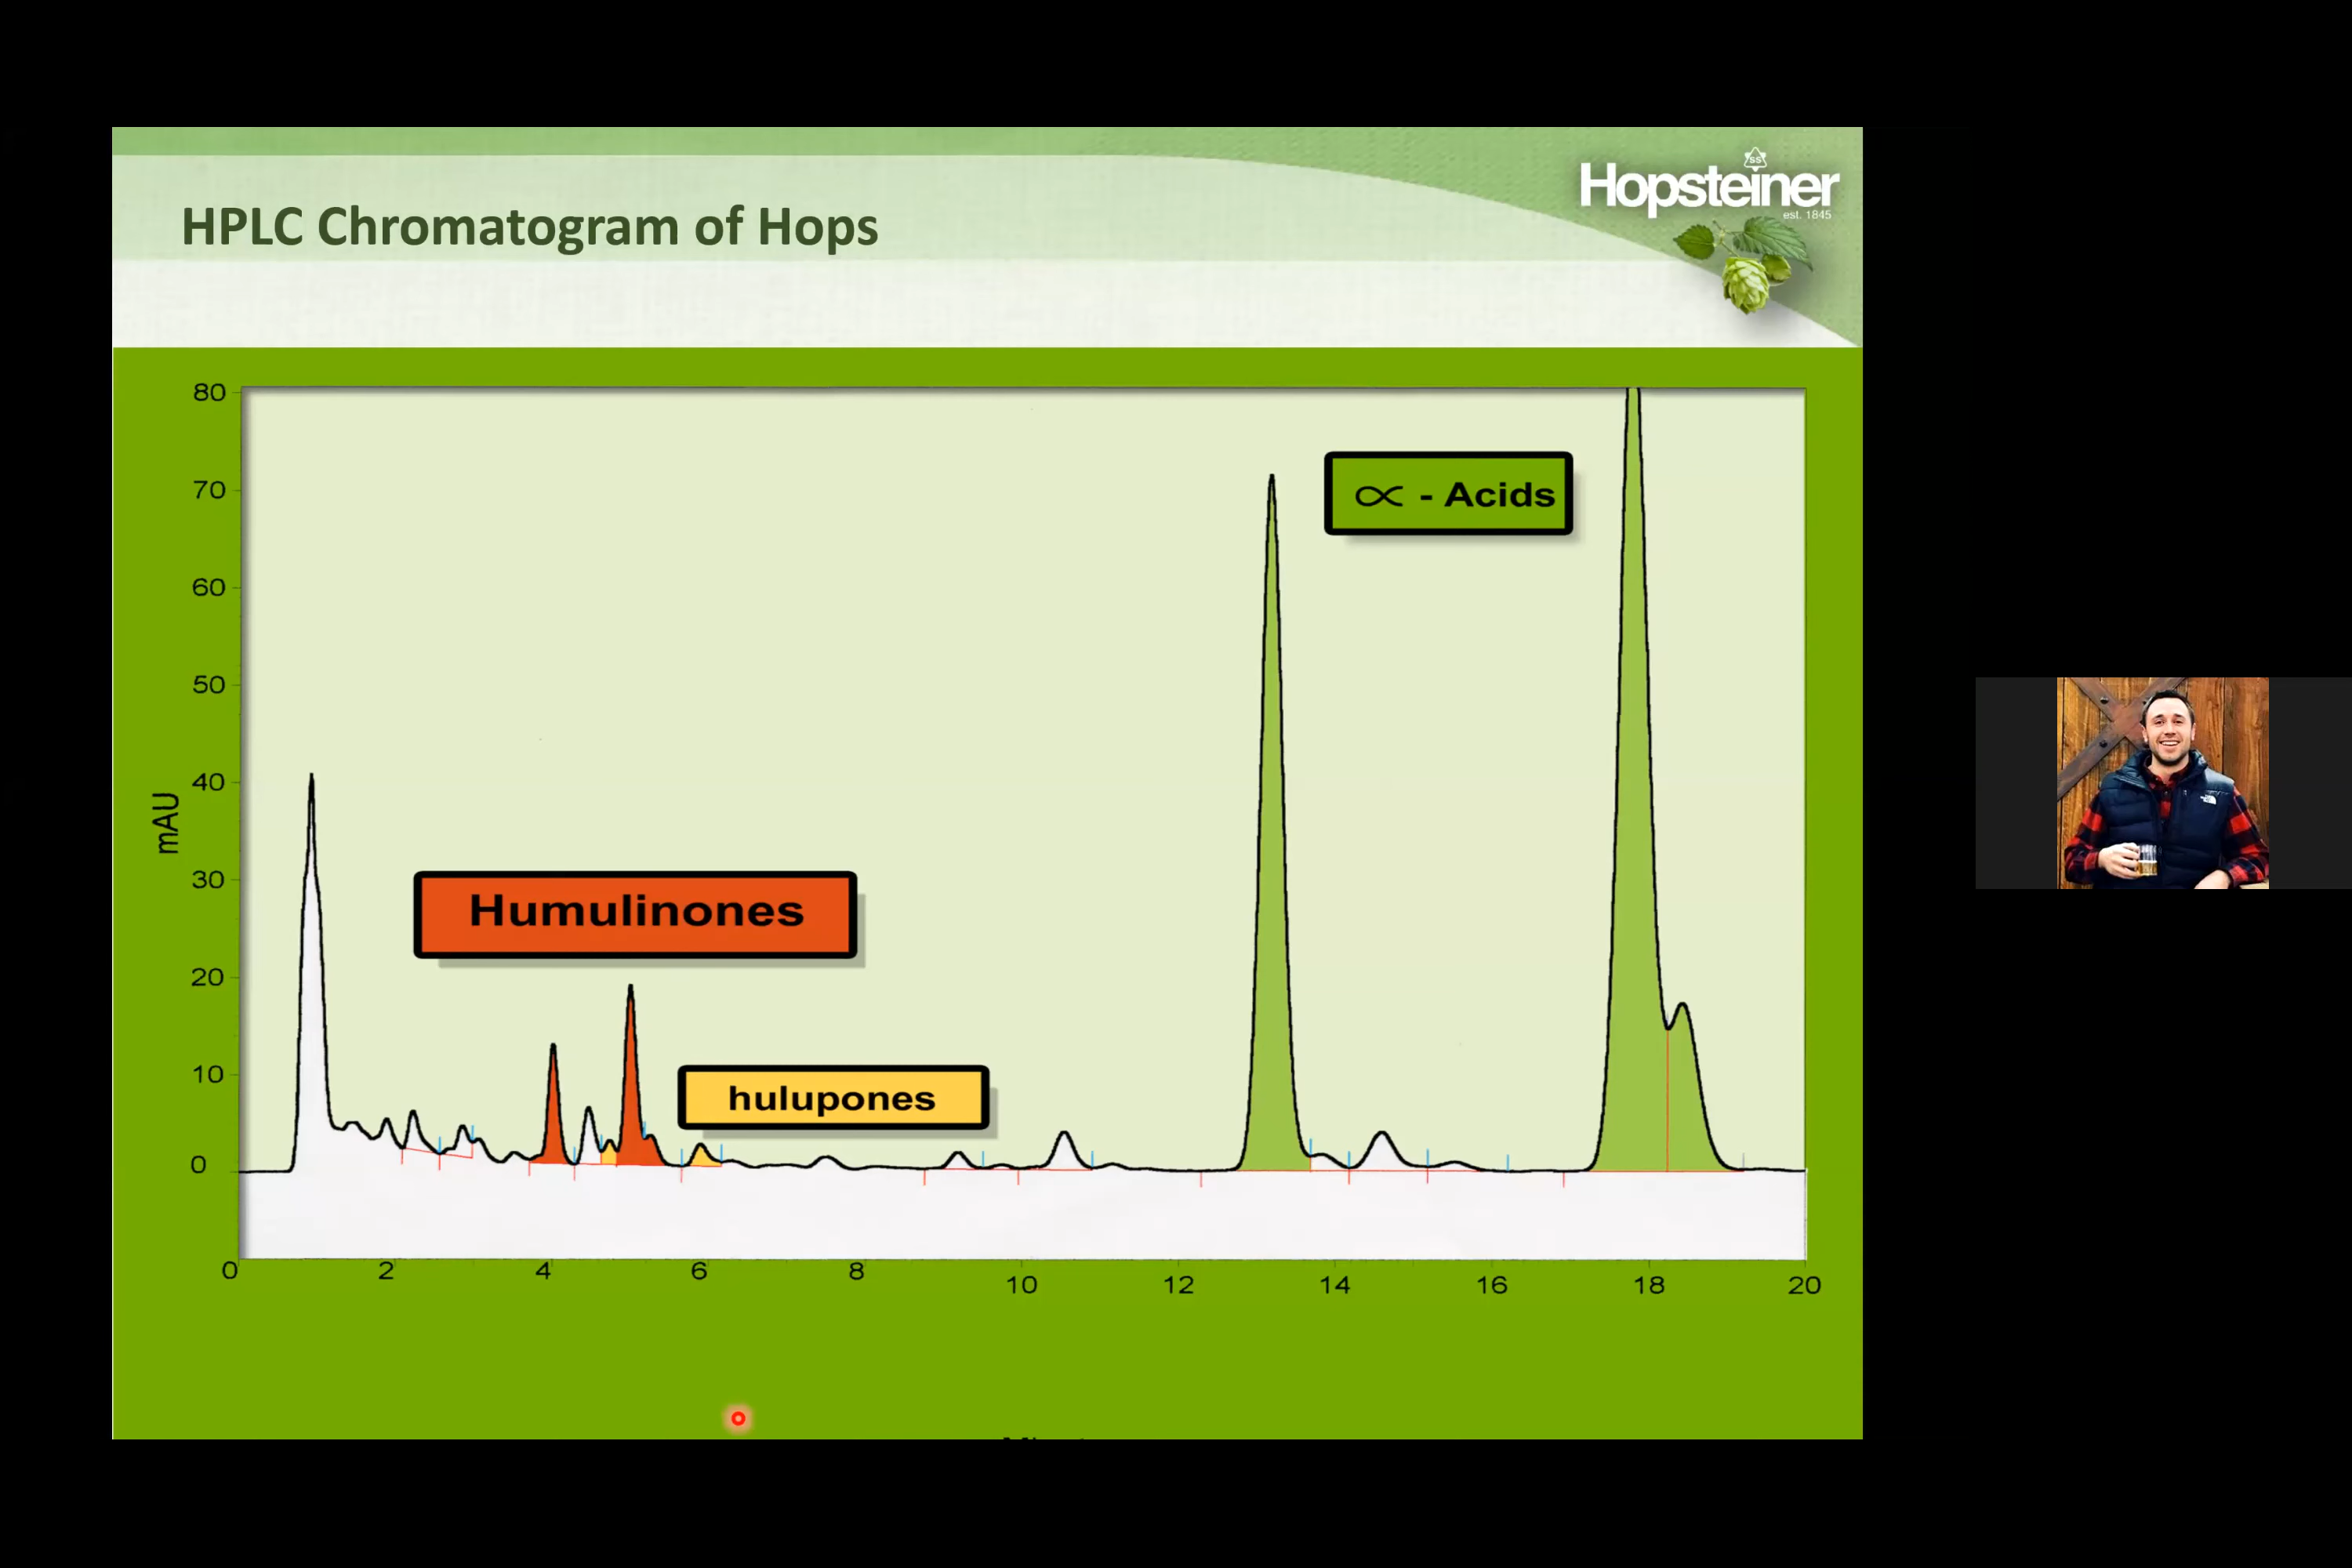 HPLC Chromatogram of Hops
SS
Hopsteiner
est. 1845
80
70
60
50
40
30
20
10
0
mAU
∝ - Acids
Humulinones
hulupones
0 2 4 6 8 10 12 14 16 18 20